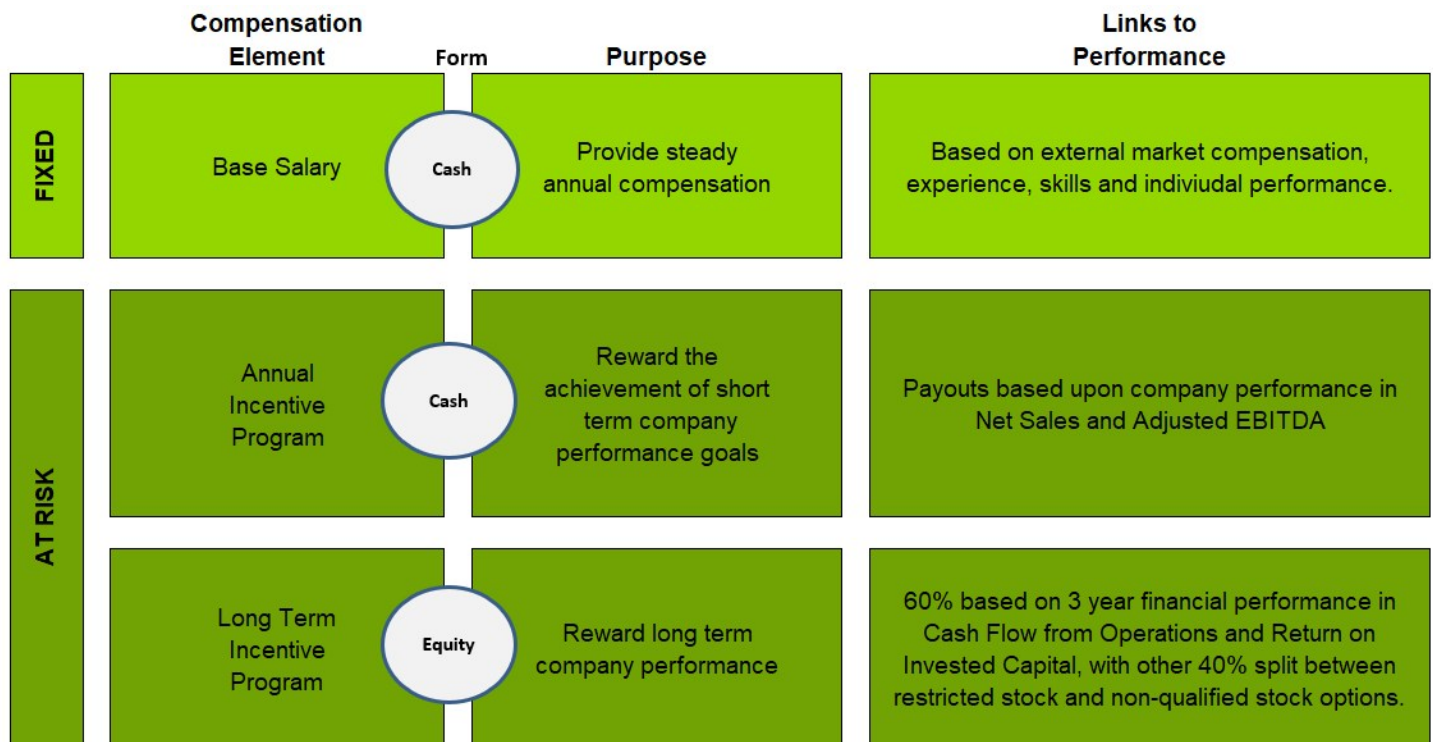 Compensation
Element
Form
Purpose
Links to
Performance
FIXED
Base Salary
Cash
Provide steady
annual compensation
Based on external market compensation,
experience, skills and indiviudal performance.
AT RISK
Annual
Incentive
Program
Cash
Reward the
achievement of short
term company
performance goals
Payouts based upon company performance in
Net Sales and Adjusted EBITDA
Long Term
Incentive
Program
Equity
Reward long term
company performance
60% based on 3 year financial performance in
Cash Flow from Operations and Return on
Invested Capital, with other 40% split between
restricted stock and non-qualified stock options.